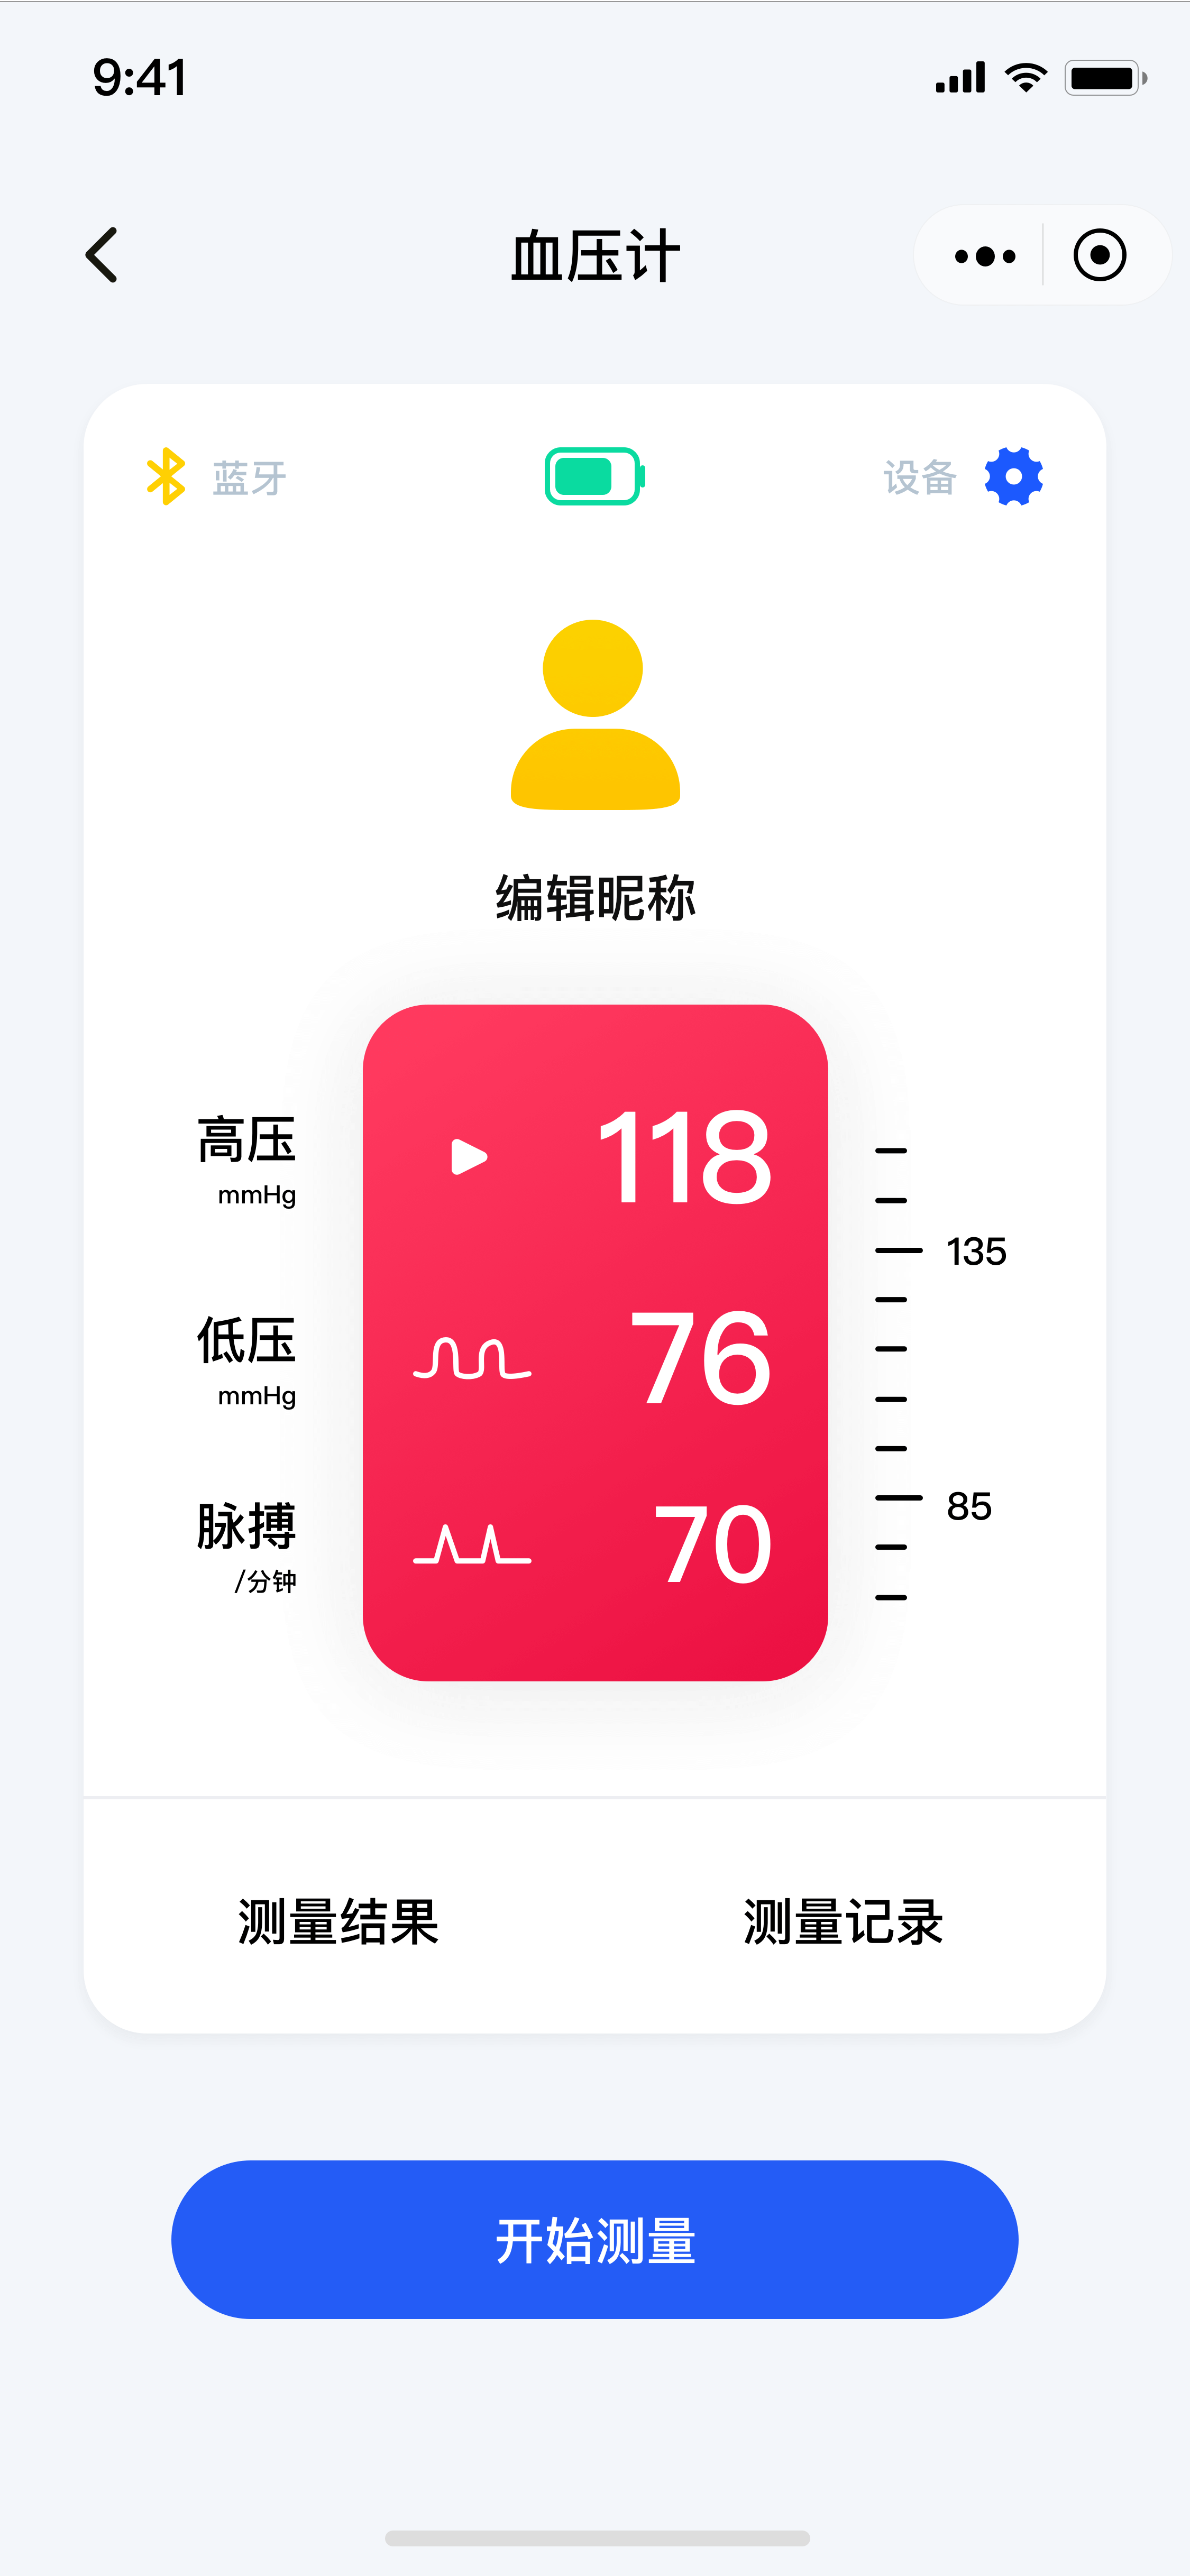 9:41
血压计
蓝牙
设备
编辑昵称
高压
mmHg
118
135
低压
mmHg
76
85
脉搏
/分钟
70
测量结果
测量记录
开始测量